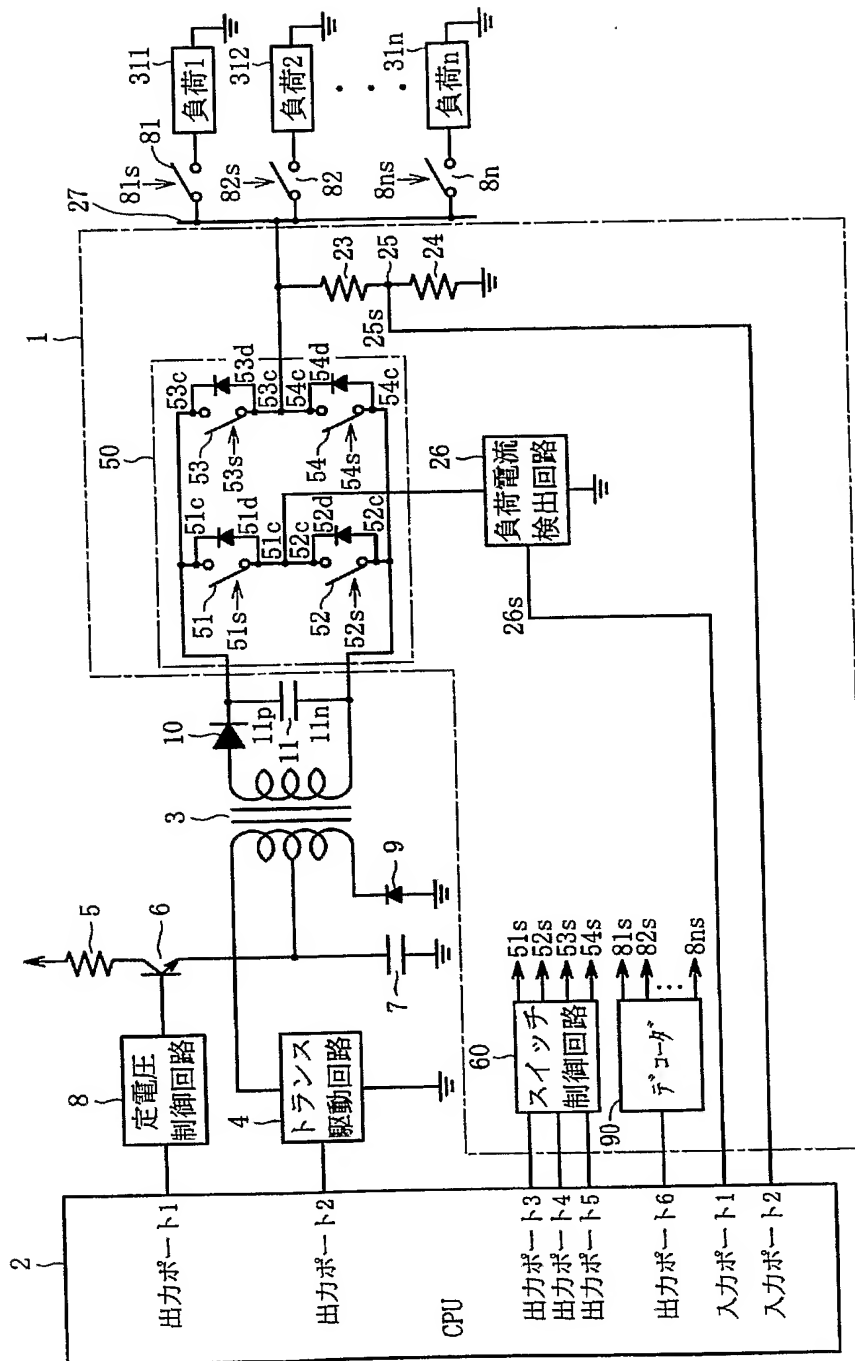 2
CPU
出力ポート1
出力ポート2
出力ポート3
出力ポート4
出力ポート5
出力ポート6
入力ポート1
入力ポート2
8
定電圧
制御回路
4
トランス
駆動回路
5
6
7
3
9
10
11p
11
11n
60
スイッチ
制御回路
51s
52s
53s
54s
90
デコーダ
81s
82s
8ns
1
50
51c
51d
51
51s
51c
52c
52d
52
52s
52c
53c
53d
53
53s
53c
54c
54d
54
54s
54c
26
負荷電流
検出回路
26s
23
25
25s
24
27
81s
81
311
負荷1
82s
82
312
負荷2
8ns
8n
31n
負荷n